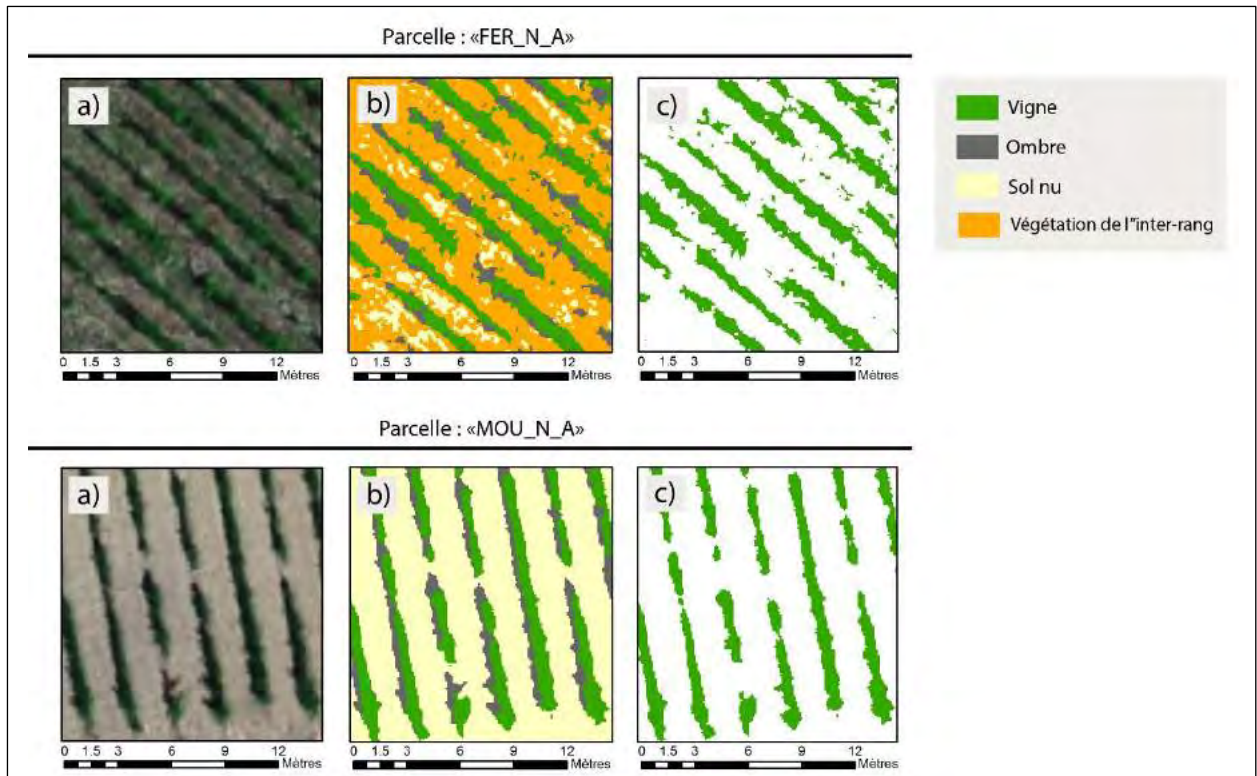 Parcelle : «FER_N_A»
a)
b)
c)
0 1.5 3 6 9 12 Mètres
0 1.5 3 6 9 12 Mètres
0 1.5 3 6 9 12 Mètres
Vigne
Ombre
Sol nu
Végétation de l"inter-rang
Parcelle : «MOU_N_A»
a)
b)
c)
0 1.5 3 6 9 12 Mètres
0 1.5 3 6 9 12 Mètres
0 1.5 3 6 9 12 Mètres